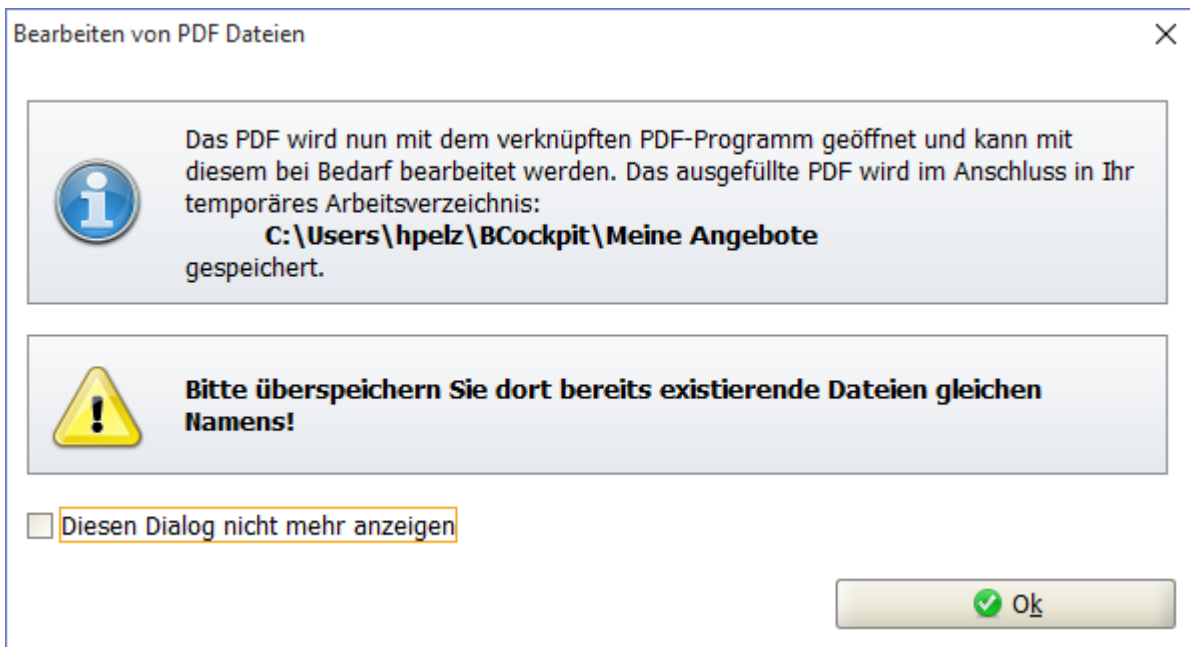 Bearbeiten von PDF Dateien
Das PDF wird nun mit dem verknüpften PDF-Programm geöffnet und kann mit
diesem bei Bedarf bearbeitet werden. Das ausgefüllte PDF wird im Anschluss in Ihr
temporäres Arbeitsverzeichnis:
C:\Users\hpelz\BCockpit\Meine Angebote
gespeichert.
Bitte überspeichern Sie dort bereits existierende Dateien gleichen
Namens!
Diesen Dialog nicht mehr anzeigen
Ok